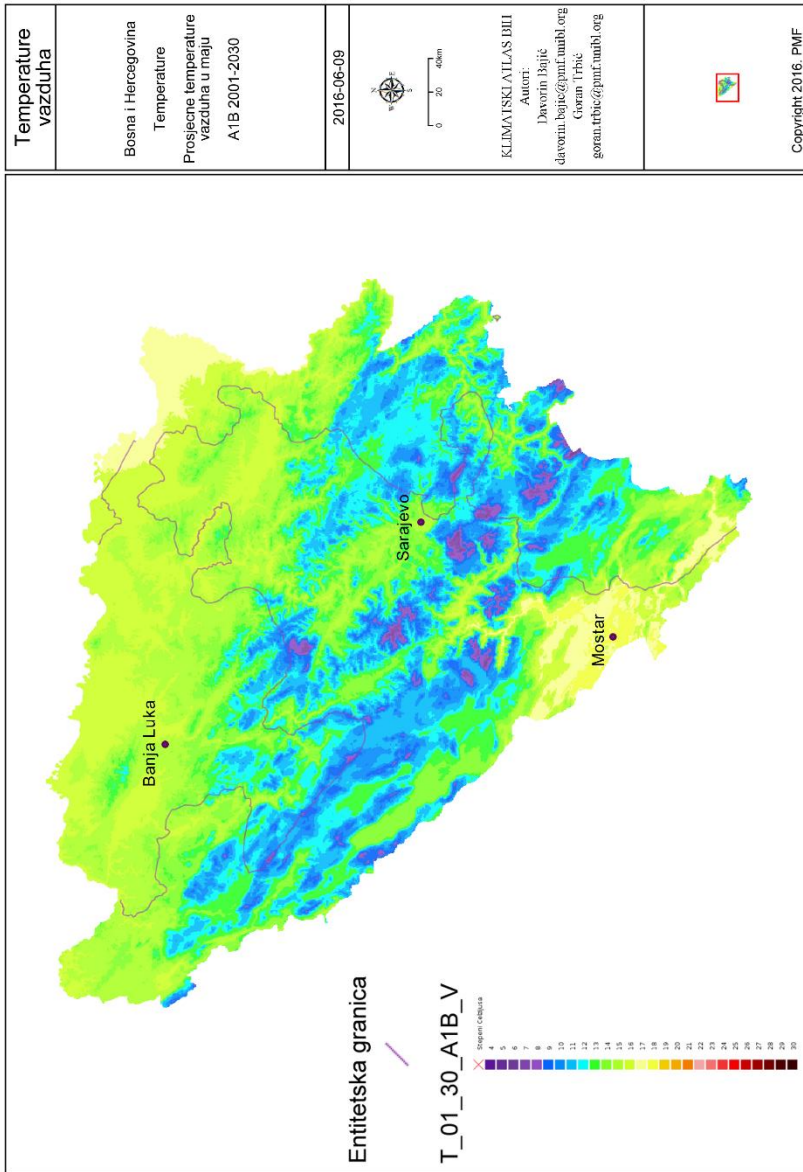 Temperature
vazduha
Bosna i Hercegovina
Temperature
Prosjecne temperature
vazduha u maju
A1B 2001-2030
2016-06-09
N
E
S
0
20
40km
KLIMATSKI ATLAS BIH
Autori:
Davorin Bajić
davorin.bajic@pmf.unibl.org
Goran Trbić
goran.trbic@pmf.unibl.org
Copyright 2016. PMF
Banja Luka
Sarajevo
Mostar
Entitetska granica
T_01_30_A1B_V
Stepeni Celzijusa
4
5
6
7
8
9
10
11
12
13
14
15
16
17
18
19
20
21
22
23
24
25
26
27
28
29
30